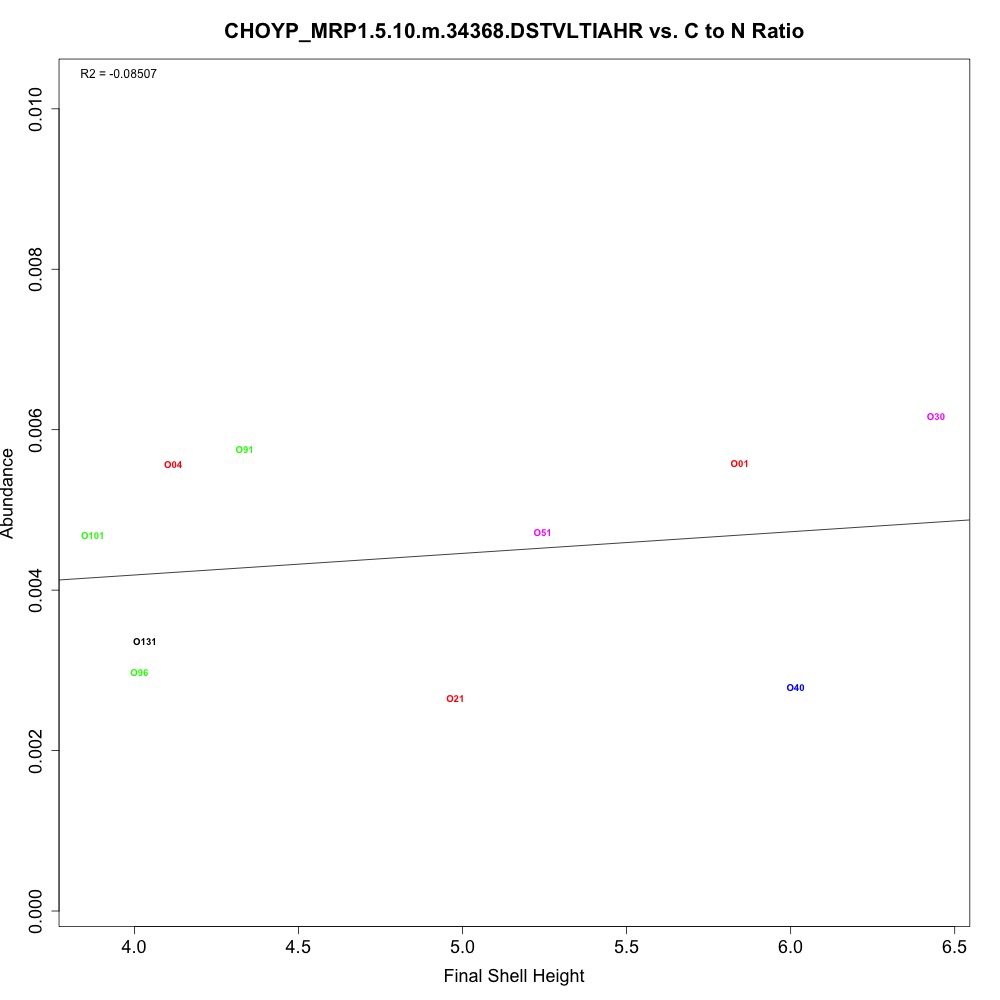 CHOYP_MRP1.5.10.m.34368.DSTVLTIAHR vs. C to N Ratio
R2 = -0.08507
0.010
0.008
0.006
0.004
0.002
0.000
Abundance
O30
O91
O04
O01
O101
O51
O131
O96
O21
O40
4.0 4.5 5.0 5.5 6.0 6.5
Final Shell Height